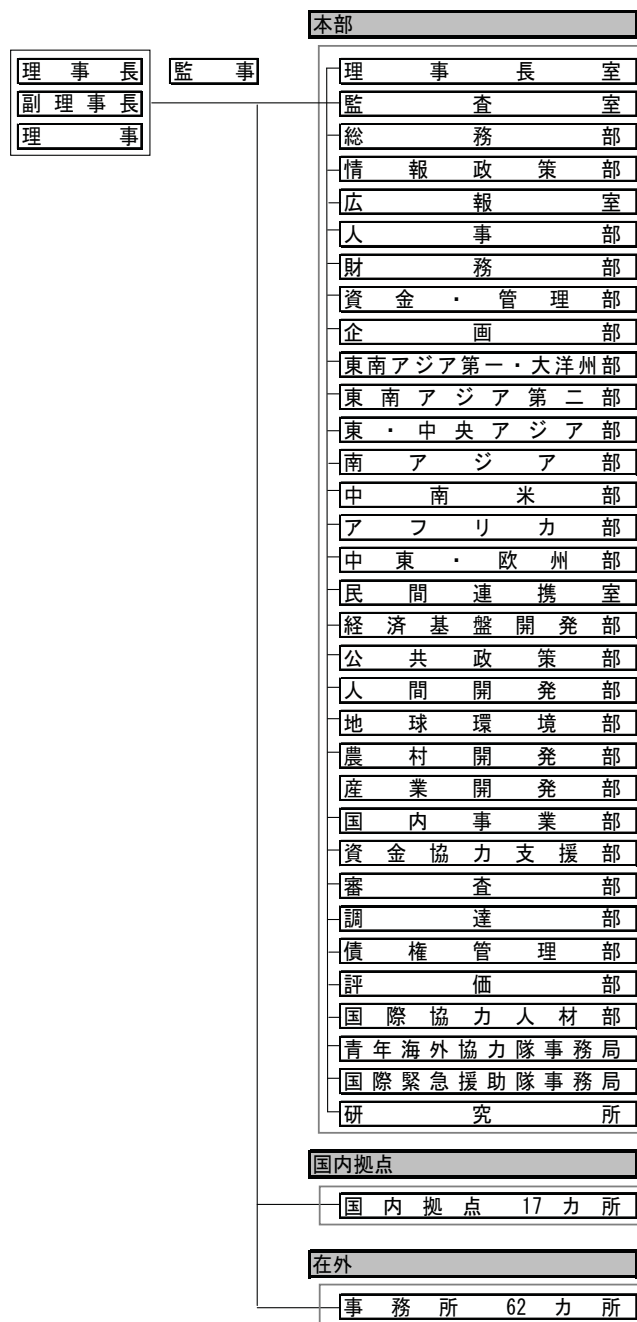 本部
理事長
監事
副理事長
理事
理事長室
監査室
総務部
情報政策部
広報室
人事部
財務部
資金・管理部
企画部
東南アジア第一・大洋州部
東南アジア第二部
東・中央アジア部
南アジア部
中南米部
アフリカ部
中東・欧州部
民間連携室
経済基盤開発部
公共政策部
人間開発部
地球環境部
農村開発部
産業開発部
国内事業部
資金協力支援部
審査部
調達部
債権管理部
評価部
国際協力人材部
青年海外協力隊事務局
国際緊急援助隊事務局
研究所
国内拠点
国内拠点 17カ所
在外
事務所 62カ所